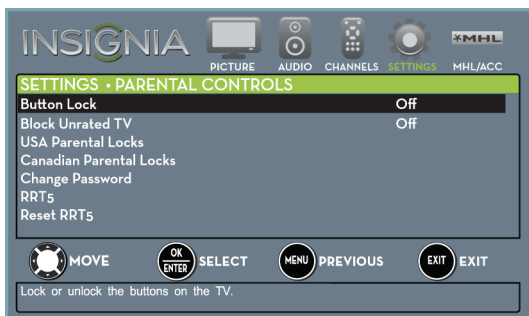 INSIGNIA
PICTURE AUDIO CHANNELS SETTINGS MHL/ACC
MHL
SETTINGS • PARENTAL CONTROLS
Button Lock Off
Block Unrated TV Off
USA Parental Locks
Canadian Parental Locks
Change Password
RRT5
Reset RRT5
MOVE OK ENTER SELECT MENU PREVIOUS EXIT EXIT
Lock or unlock the buttons on the TV.